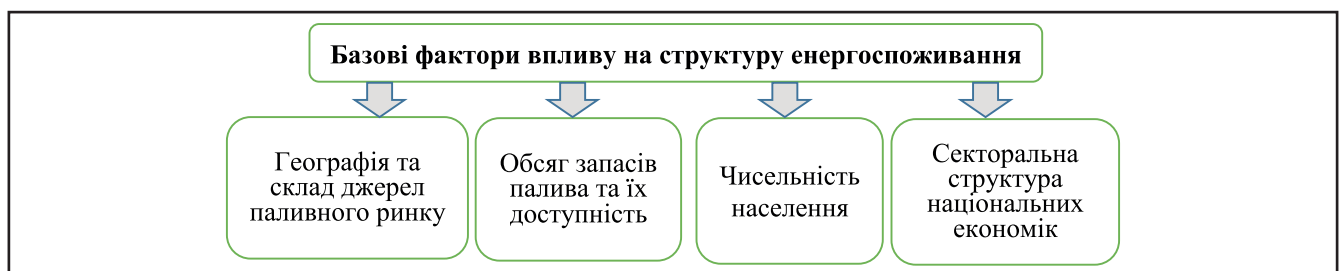 Базові фактори впливу на структуру енергоспоживання
Географія та
склад джерел
паливного ринку
Обсяг запасів
палива та їх
доступність
Чисельність
населення
Секторальна
структура
національних
економік